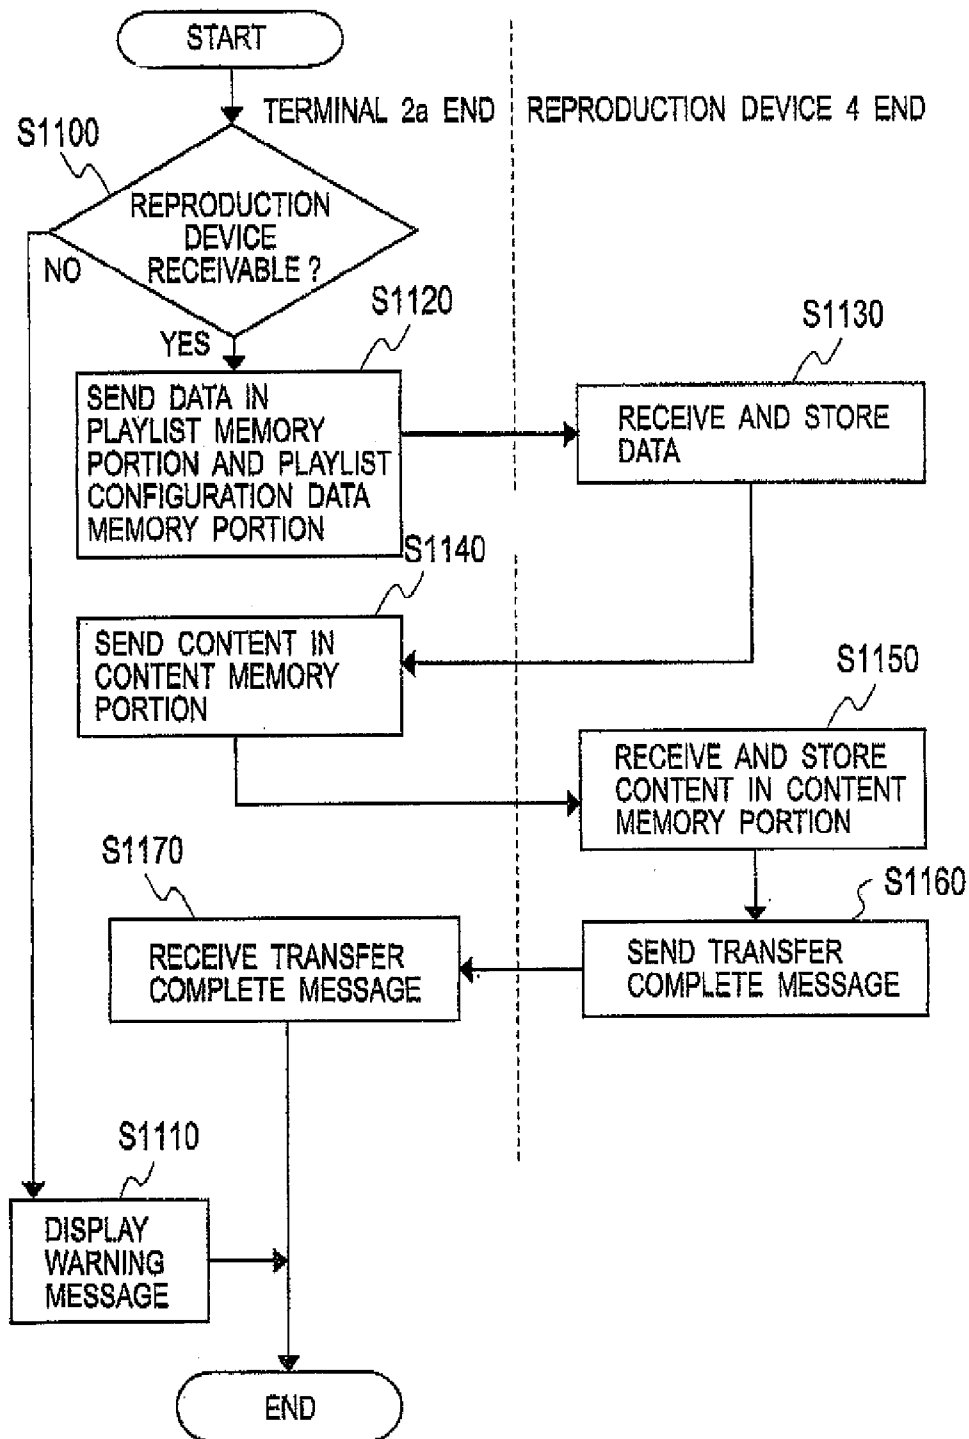 START
TERMINAL 2a END
REPRODUCTION DEVICE 4 END
S1100
REPRODUCTION
DEVICE
RECEIVABLE ?
NO
YES
S1120
SEND DATA IN
PLAYLIST MEMORY
PORTION AND PLAYLIST
CONFIGURATION DATA
MEMORY PORTION
S1130
RECEIVE AND STORE
DATA
S1140
SEND CONTENT IN
CONTENT MEMORY
PORTION
S1150
RECEIVE AND STORE
CONTENT IN CONTENT
MEMORY PORTION
S1160
SEND TRANSFER
COMPLETE MESSAGE
S1170
RECEIVE TRANSFER
COMPLETE MESSAGE
S1110
DISPLAY
WARNING
MESSAGE
END